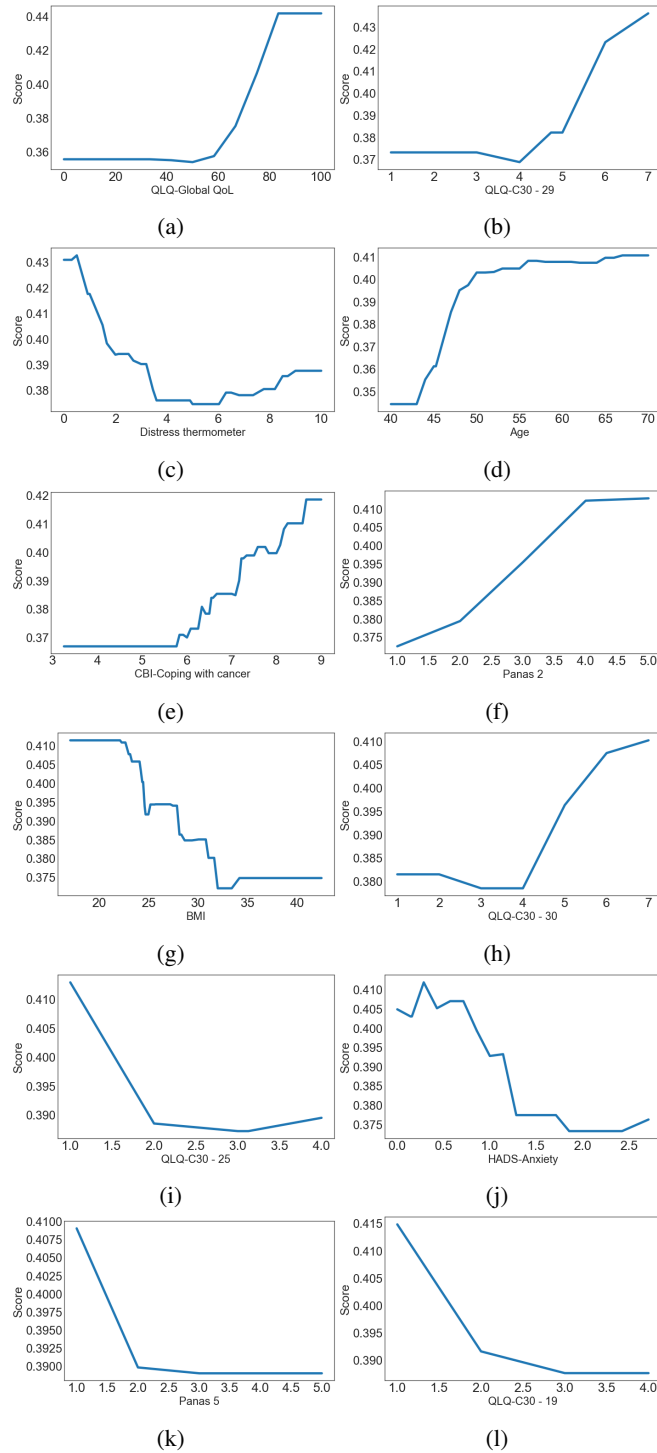 0.44
0.42
0.40
0.38
0.36
Score
0 20 40 60 80 100
QLQ-Global QoL
(a)
0.43
0.42
0.41
0.40
0.39
0.38
0.37
Score
1 2 3 4 5 6 7
QLQ-C30 - 29
(b)
0.43
0.42
0.41
0.40
0.39
0.38
Score
0 2 4 6 8 10
Distress thermometer
(c)
0.41
0.40
0.39
0.38
0.37
0.36
0.35
Score
40 45 50 55 60 65 70
Age
(d)
0.42
0.41
0.40
0.39
0.38
0.37
Score
3 4 5 6 7 8 9
CBI-Coping with cancer
(e)
0.410
0.405
0.400
0.395
0.390
0.385
0.380
0.375
Score
1.0 1.5 2.0 2.5 3.0 3.5 4.0 4.5 5.0
Panas 2
(f)
0.410
0.405
0.400
0.395
0.390
0.385
0.380
0.375
Score
20 25 30 35 40
BMI
(g)
0.410
0.405
0.400
0.395
0.390
0.385
0.380
Score
1 2 3 4 5 6 7
QLQ-C30 - 30
(h)
0.410
0.405
0.400
0.395
0.390
Score
1.0 1.5 2.0 2.5 3.0 3.5 4.0
QLQ-C30 - 25
(i)
0.410
0.405
0.400
0.395
0.390
0.385
0.380
0.375
Score
0.0 0.5 1.0 1.5 2.0 2.5
HADS-Anxiety
(j)
0.4100
0.4075
0.4050
0.4025
0.4000
0.3975
0.3950
0.3925
0.3900
Score
1.0 1.5 2.0 2.5 3.0 3.5 4.0 4.5 5.0
Panas 5
(k)
0.415
0.410
0.405
0.400
0.395
0.390
Score
1.0 1.5 2.0 2.5 3.0 3.5 4.0
QLQ-C30 - 19
(l)